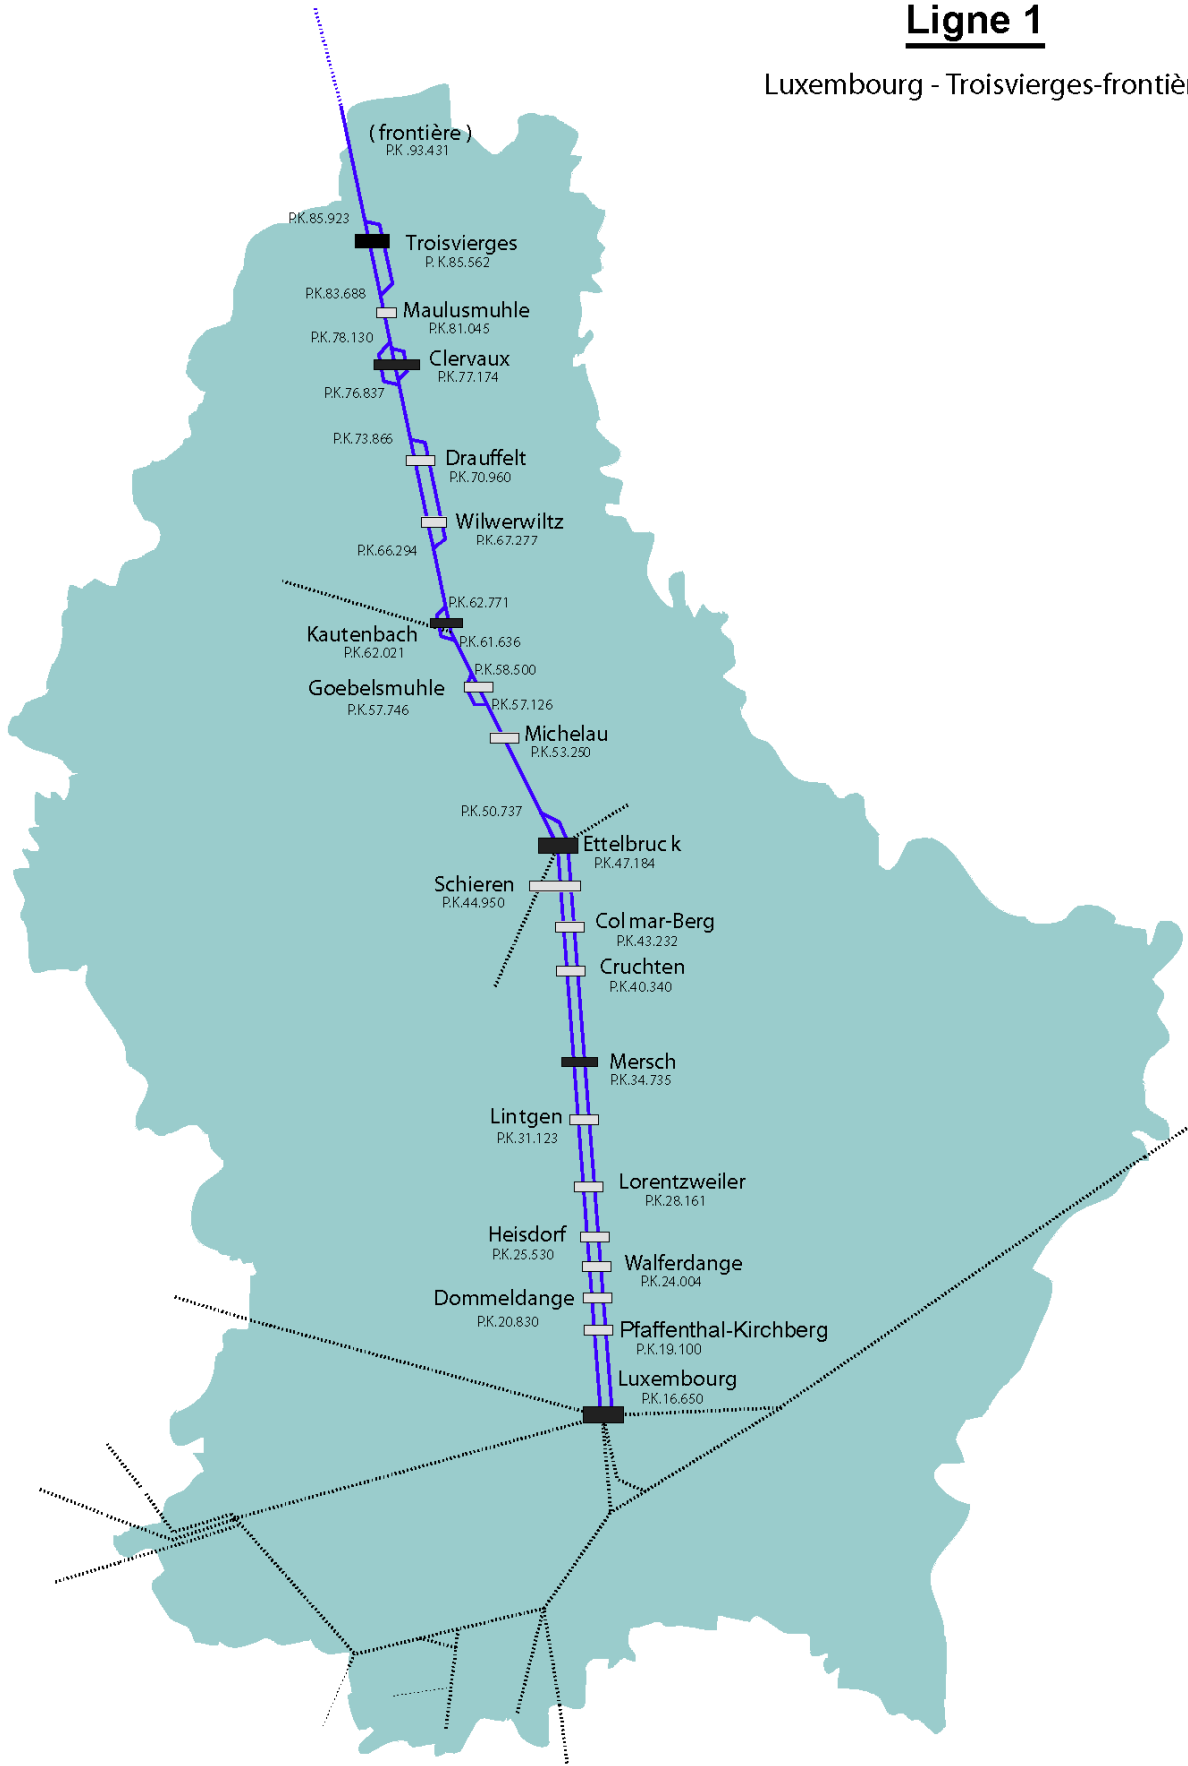 Ligne 1
Luxembourg - Troisvierges-frontièr
(frontière)
P.K .93.431
P.K.85.923
Troisvierges
P. K.85.562
P.K.83.688
Maulusmuhle
P.K.81.045
P.K.78.130
Clervaux
P.K.77.174
P.K.76.837
P.K.73.866
Drauffelt
P.K.70.960
Wilwerwiltz
P.K.67.277
P.K.66.294
P.K.62.771
Kautenbach
P.K.61.636
P.K.62.021
P.K.58.500
Goebelsmuhle
P.K.57.126
P.K.57.746
Michelau
P.K.53.250
P.K.50.737
Ettelbruck
P.K.47.184
Schieren
P.K.44.950
Colmar-Berg
P.K.43.232
Cruchten
P.K.40.340
Mersch
P.K.34.735
Lintgen
P.K.31.123
Lorentzweiler
P.K.28.161
Heisdorf
P.K.25.530
Walferdange
P.K.24.004
Dommeldange
P.K.20.830
Pfaffenthal-Kirchberg
P.K.19.100
Luxembourg
P.K.16.650